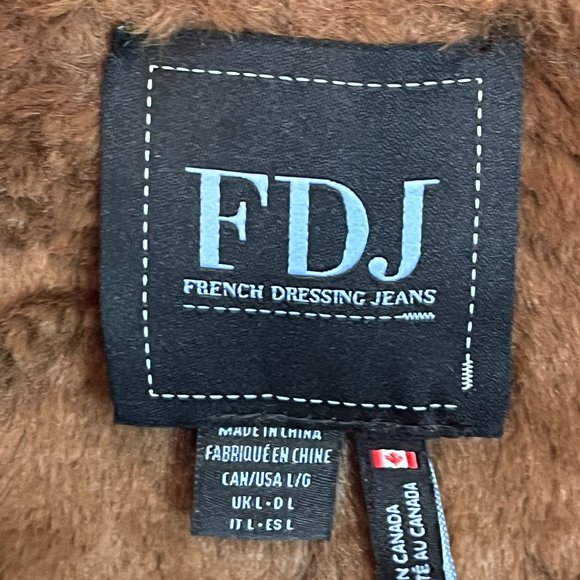 FDJ
FRENCH DRESSING JEANS
MADE IN CHINA
FABRIQUÉ EN CHINE
CAN/USA L/G
UK L • D L
IT L • ES L
N CANADA
TÉ AU CANADA